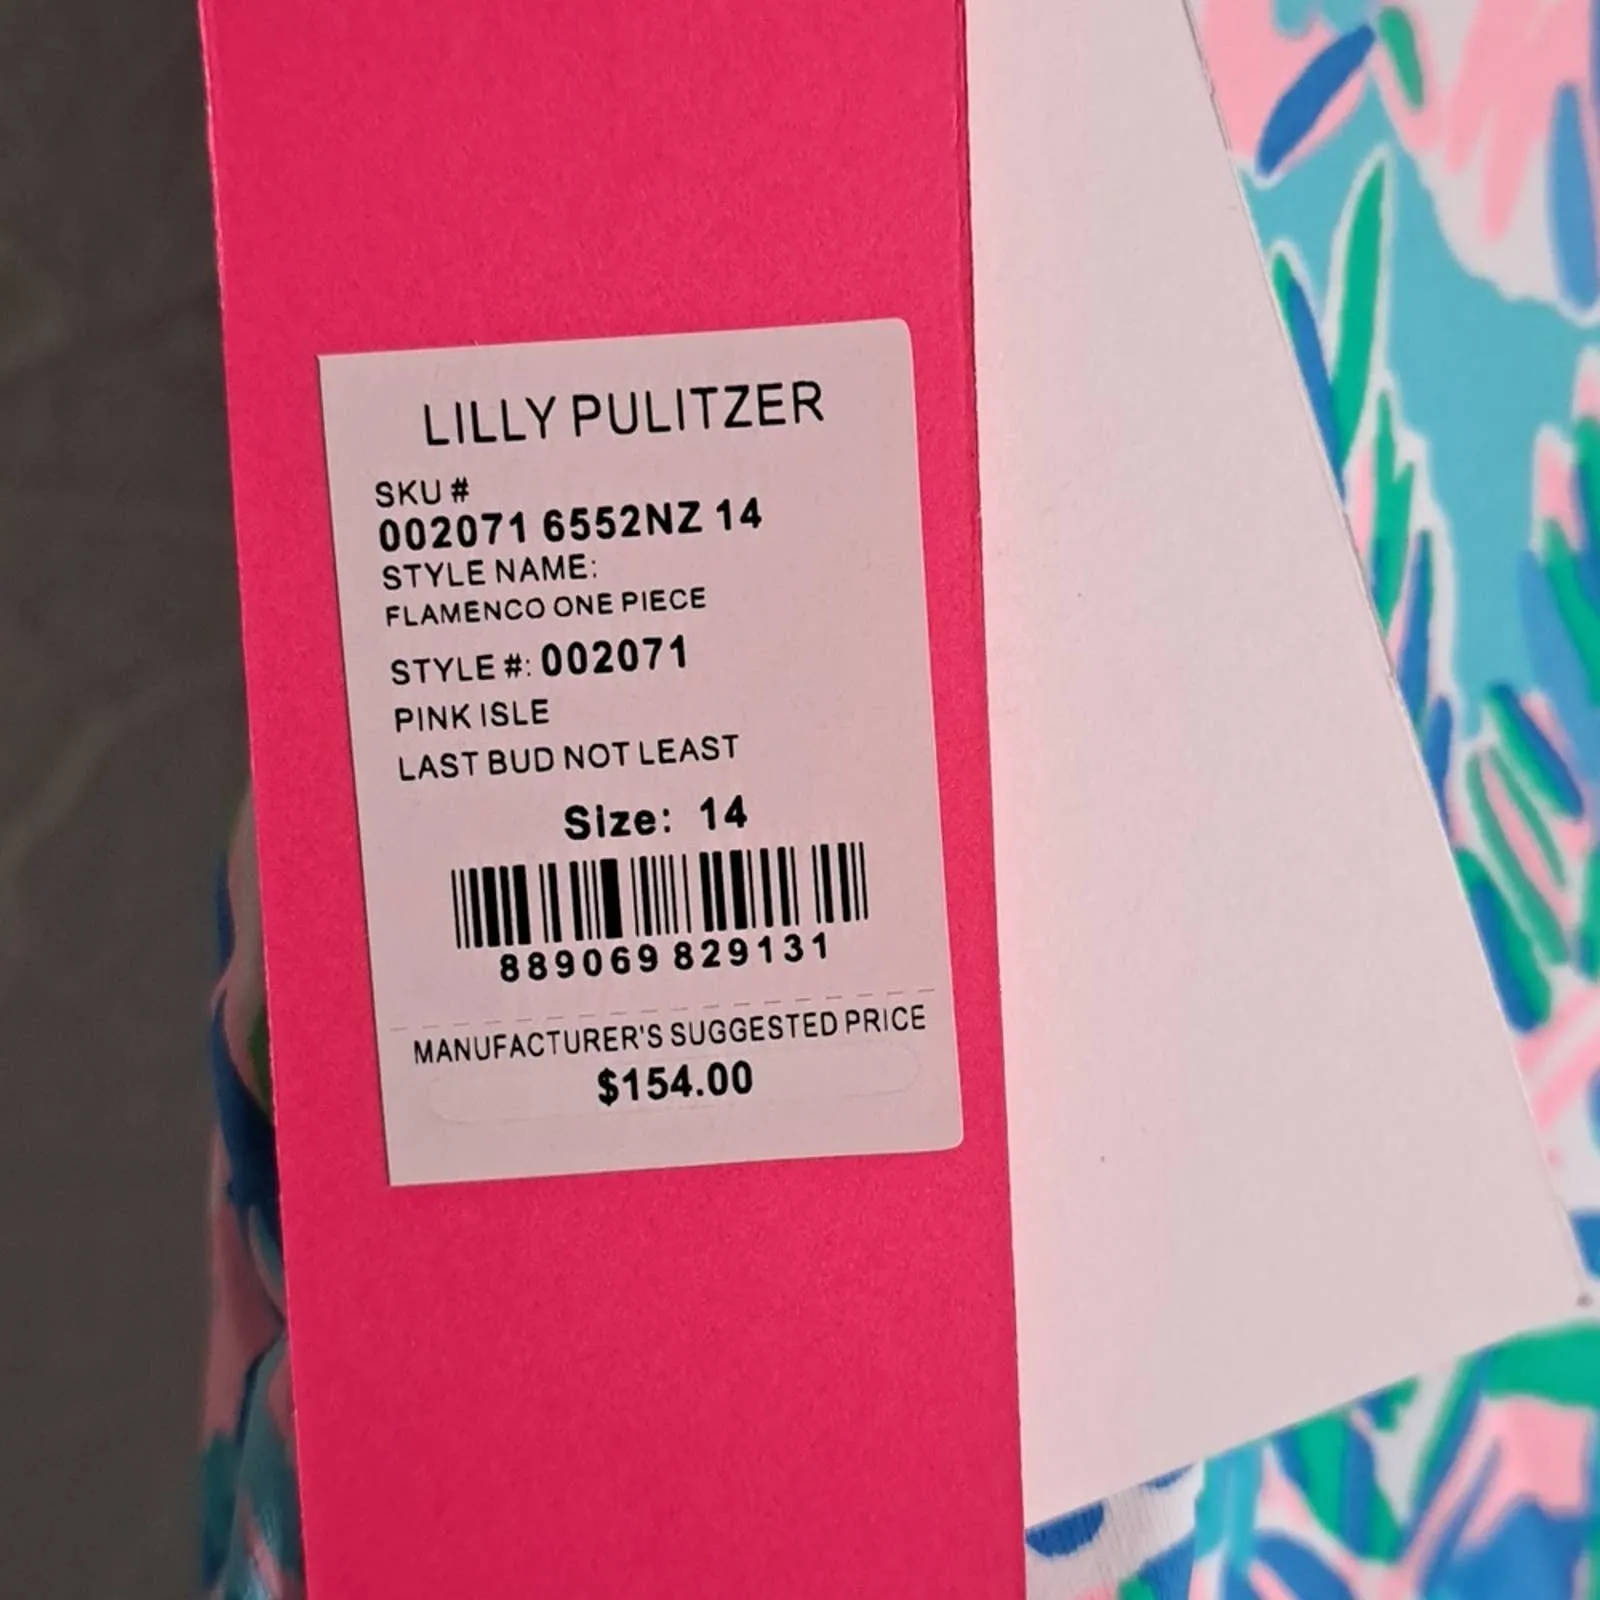 LILLY PULITZER
SKU #
002071 6552NZ 14
STYLE NAME:
FLAMENCO ONE PIECE
STYLE #: 002071
PINK ISLE
LAST BUD NOT LEAST
Size: 14
889069 829131
MANUFACTURER'S SUGGESTED PRICE
$154.00